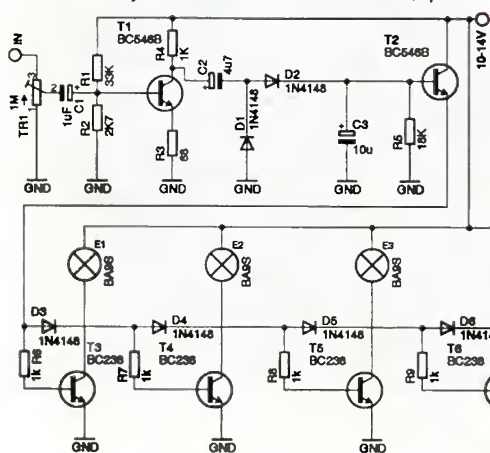 IN
1M
TR1
3
2
1
1uF
C1
R1
33K
R2
2K7
T1
BC546B
R4
1K
R3
68
C2
4u7
D1
1N4148
D2
1N4148
C3
10u
R5
18K
T2
BC546B
10-14V
GND
GND
GND
GND
GND
GND
E1
BA9S
E2
BA9S
E3
BA9S
D3
1N4148
R6
1k
T3
BC238
D4
1N4148
R7
1k
T4
BC238
D5
1N4148
R8
1k
T5
BC238
D6
1N4148
R9
1k
T6
BC238
GND
GND
GND